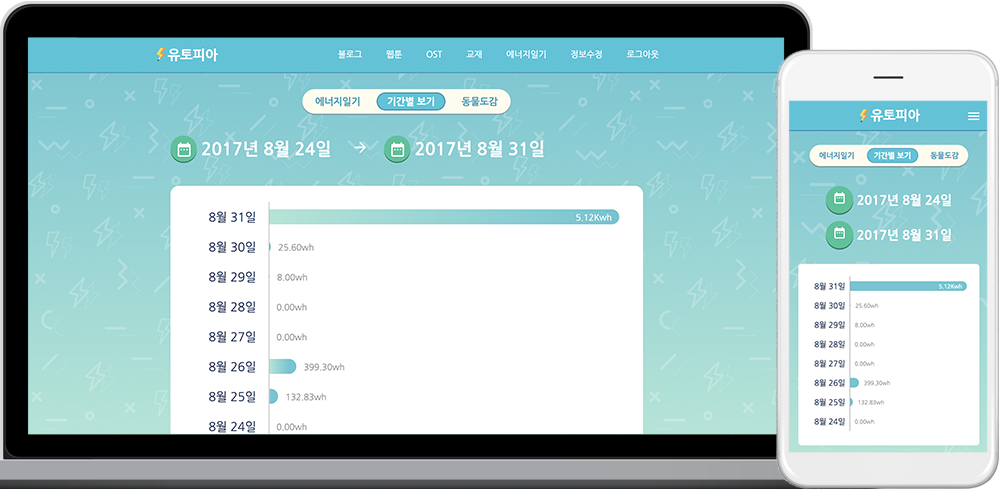 유토피아 블로그 웹툰 OST 교재 에너지일기 정보수정 로그아웃
에너지일기 기간별 보기 동물도감
2017년 8월 24일 → 2017년 8월 31일
8월 31일 5.12Kwh
8월 30일 25.60wh
8월 29일 8.00wh
8월 28일 0.00wh
8월 27일 0.00wh
8월 26일 399.30wh
8월 25일 132.83wh
8월 24일 0.00wh
유토피아
에너지일기 기간별 보기 동물도감
2017년 8월 24일
2017년 8월 31일
8월 31일 5.12Kwh
8월 30일 25.60wh
8월 29일 8.00wh
8월 28일 0.00wh
8월 27일 0.00wh
8월 26일 399.30wh
8월 25일 132.83wh
8월 24일 0.00wh